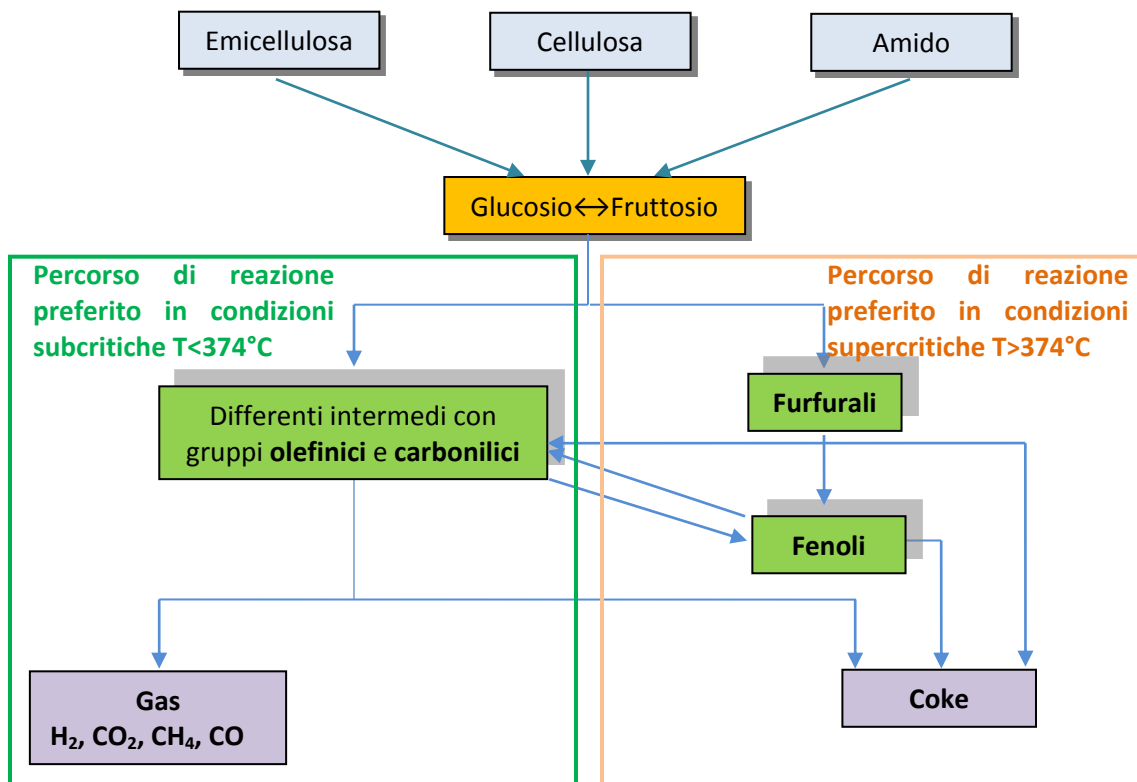 Emicellulosa
Cellulosa
Amido
Glucosio↔Fruttosio
Percorso di reazione
preferito in condizioni
subcritiche T<374°C
Percorso di reazione
preferito in condizioni
supercritiche T>374°C
Differenti intermedi con
gruppi olefinici e carbonilici
Furfurali
Fenoli
Gas
H₂, CO₂, CH₄, CO
Coke